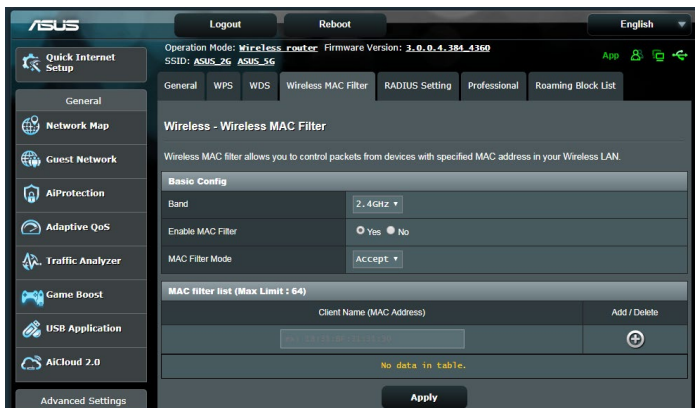 ASUS
Logout
Reboot
English
Quick Internet Setup
Operation Mode: Wireless router Firmware Version: 3.0.0.4.384_4360
SSID: ASUS_2G ASUS_5G
App
General
WPS
WDS
Wireless MAC Filter
RADIUS Setting
Professional
Roaming Block List
General
Network Map
Guest Network
AiProtection
Adaptive QoS
Traffic Analyzer
Game Boost
USB Application
AiCloud 2.0
Advanced Settings
Wireless - Wireless MAC Filter
Wireless MAC filter allows you to control packets from devices with specified MAC address in your Wireless LAN.
Basic Config
Band
2.4GHz
Enable MAC Filter
Yes No
MAC Filter Mode
Accept
MAC filter list (Max Limit : 64)
Client Name (MAC Address)
Add / Delete
No data in table.
Apply